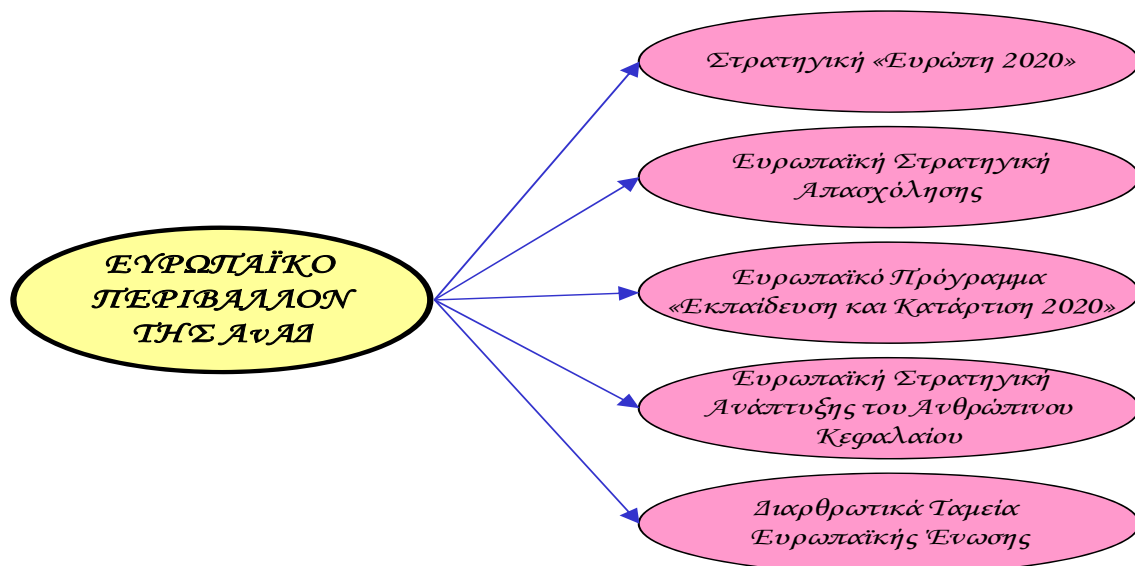 Στρατηγική «Ευρώπη 2020»
Ευρωπαϊκή Στρατηγική
Απασχόλησης
ΕΥΡΩΠΑΪΚΟ
ΠΕΡΙΒΑΛΛΟΝ
ΤΗΣ ΑνΑΔ
Ευρωπαϊκό Πρόγραμμα
«Εκπαίδευση και Κατάρτιση 2020»
Ευρωπαϊκή Στρατηγική
Ανάπτυξης του Ανθρώπινου
Κεφαλαίου
Διαρθρωτικά Ταμεία
Ευρωπαϊκής Ένωσης